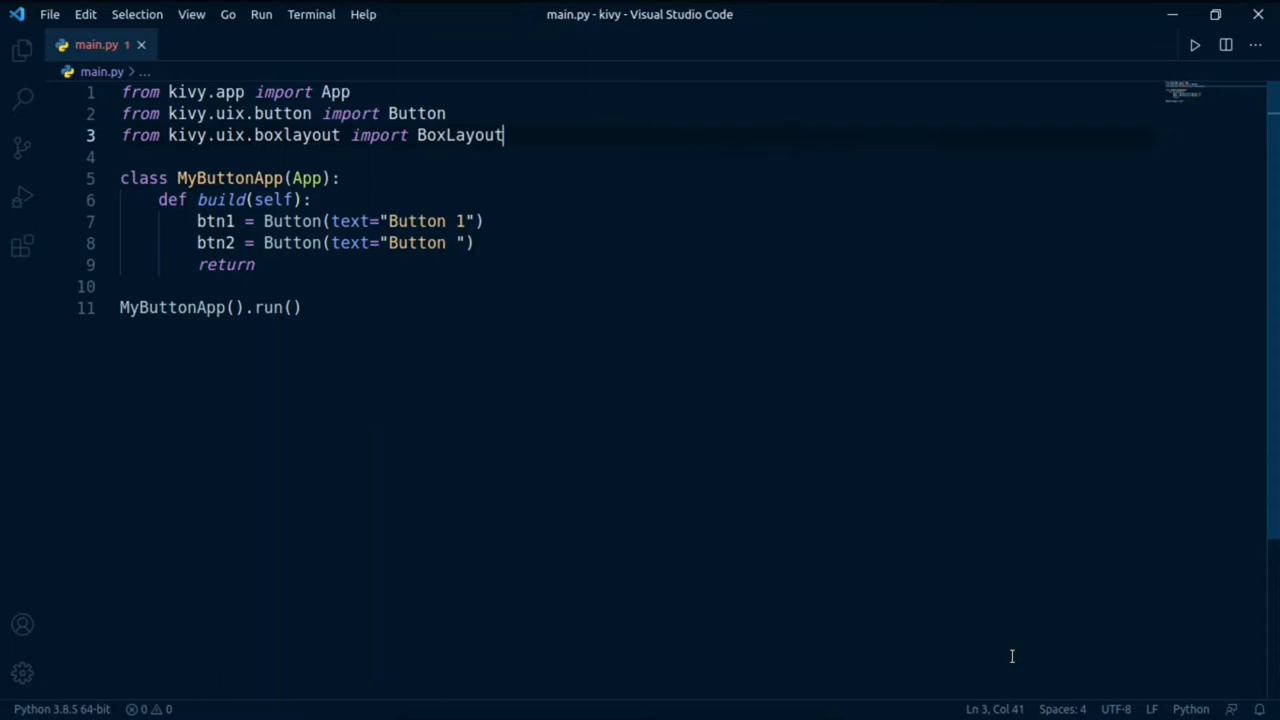 File Edit Selection View Go Run Terminal Help main.py - kivy - Visual Studio Code
main.py 1
main.py > ...
1 from kivy.app import App
2 from kivy.uix.button import Button
3 from kivy.uix.boxlayout import BoxLayout
4
5 class MyButtonApp(App):
6 def build(self):
7 btn1 = Button(text="Button 1")
8 btn2 = Button(text="Button ")
9 return
10
11 MyButtonApp().run()
Python 3.8.5 64-bit 0 0 Ln 3, Col 41 Spaces: 4 UTF-8 LF Python